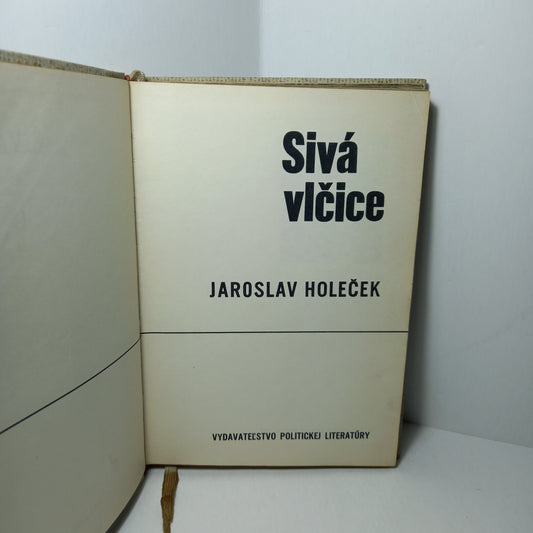 Sivá
vlčice
JAROSLAV HOLEČEK
VYDAVATEĽSTVO POLITICKEJ LITERATÚRY